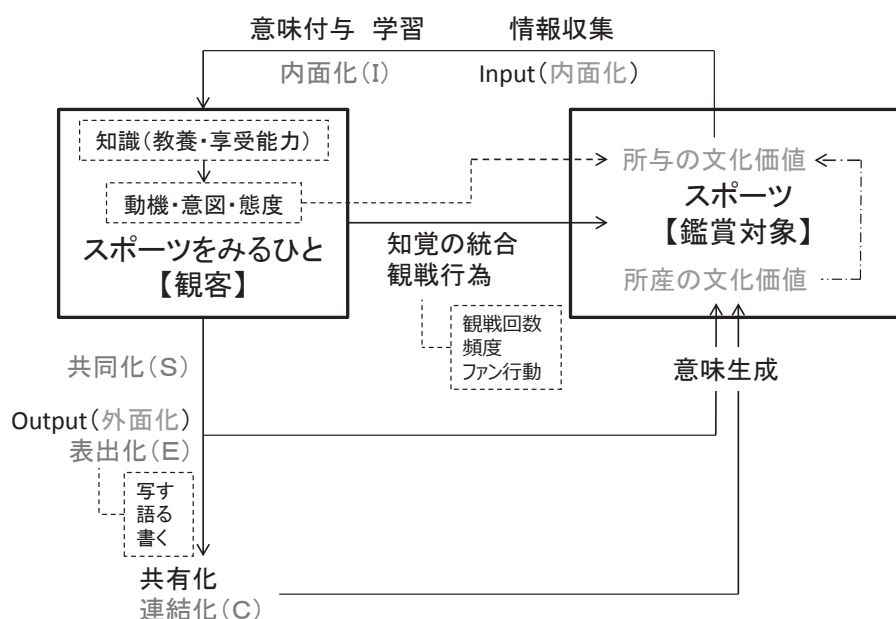 意味付与 学習 情報収集
内面化(I) Input(内面化)
知識(教養・享受能力)
動機・意図・態度
スポーツをみるひと
【観客】
所与の文化価値
スポーツ
【鑑賞対象】
所産の文化価値
知覚の統合
観戦行為
観戦回数
頻度
ファン行動
意味生成
共同化(S)
Output(外面化)
表出化(E)
写す
語る
書く
共有化
連結化(C)